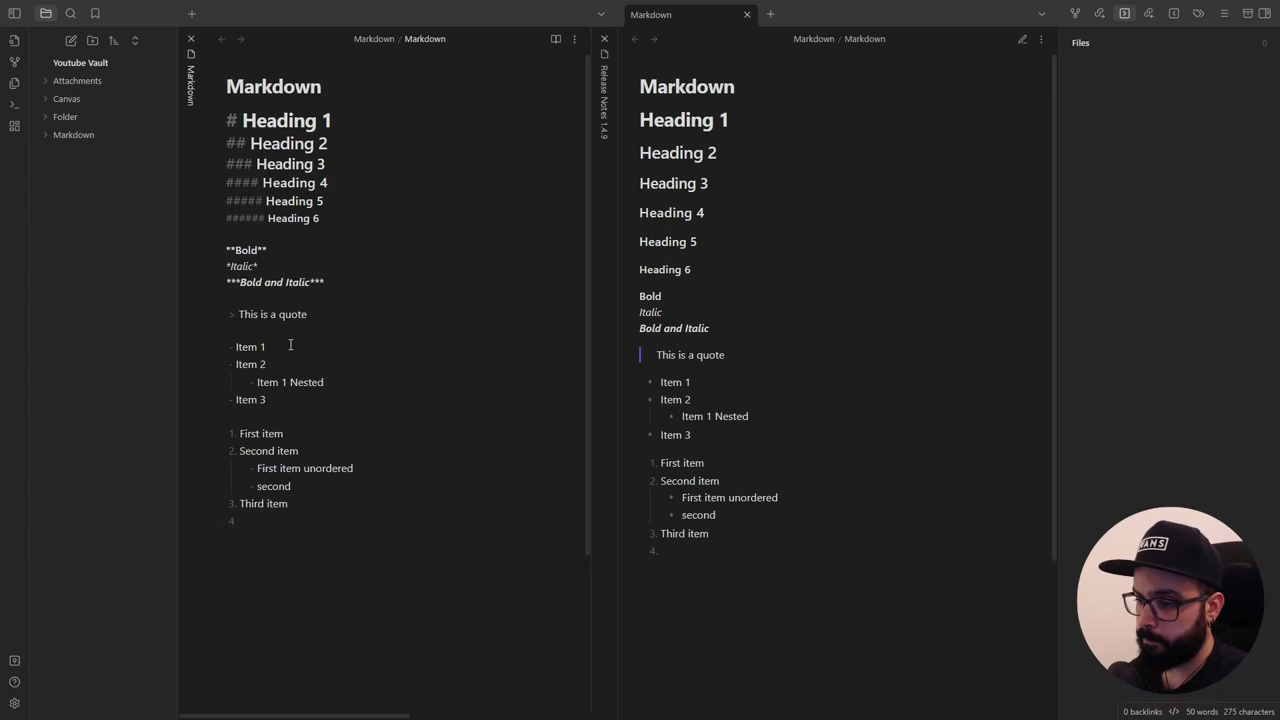 Markdown
Markdown / Markdown
Markdown / Markdown
Files
0
Youtube Vault
Attachments
Canvas
Folder
Markdown
Markdown
Markdown
# Heading 1
## Heading 2
### Heading 3
#### Heading 4
##### Heading 5
###### Heading 6
**Bold**
*Italic*
***Bold and Italic***
> This is a quote
- Item 1
- Item 2
- Item 1 Nested
- Item 3
1. First item
2. Second item
- First item unordered
- second
3. Third item
4
Release Notes 1.4.9
Markdown
Heading 1
Heading 2
Heading 3
Heading 4
Heading 5
Heading 6
Bold
Italic
Bold and Italic
This is a quote
• Item 1
• Item 2
• Item 1 Nested
• Item 3
1. First item
2. Second item
• First item unordered
• second
3. Third item
4.
VANS
0 backlinks </> 50 words 275 characters